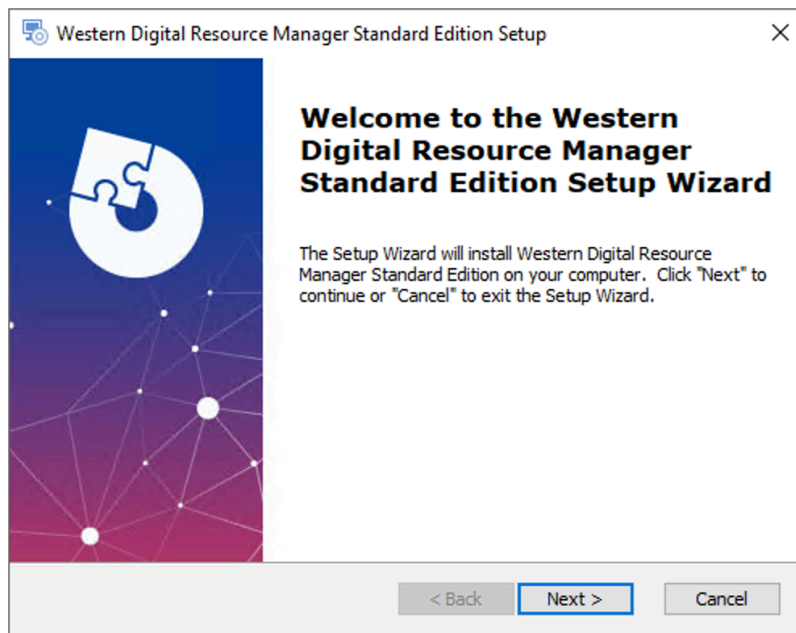 Western Digital Resource Manager Standard Edition Setup
Welcome to the Western
Digital Resource Manager
Standard Edition Setup Wizard
The Setup Wizard will install Western Digital Resource
Manager Standard Edition on your computer.  Click "Next" to
continue or "Cancel" to exit the Setup Wizard.
< Back
Next >
Cancel